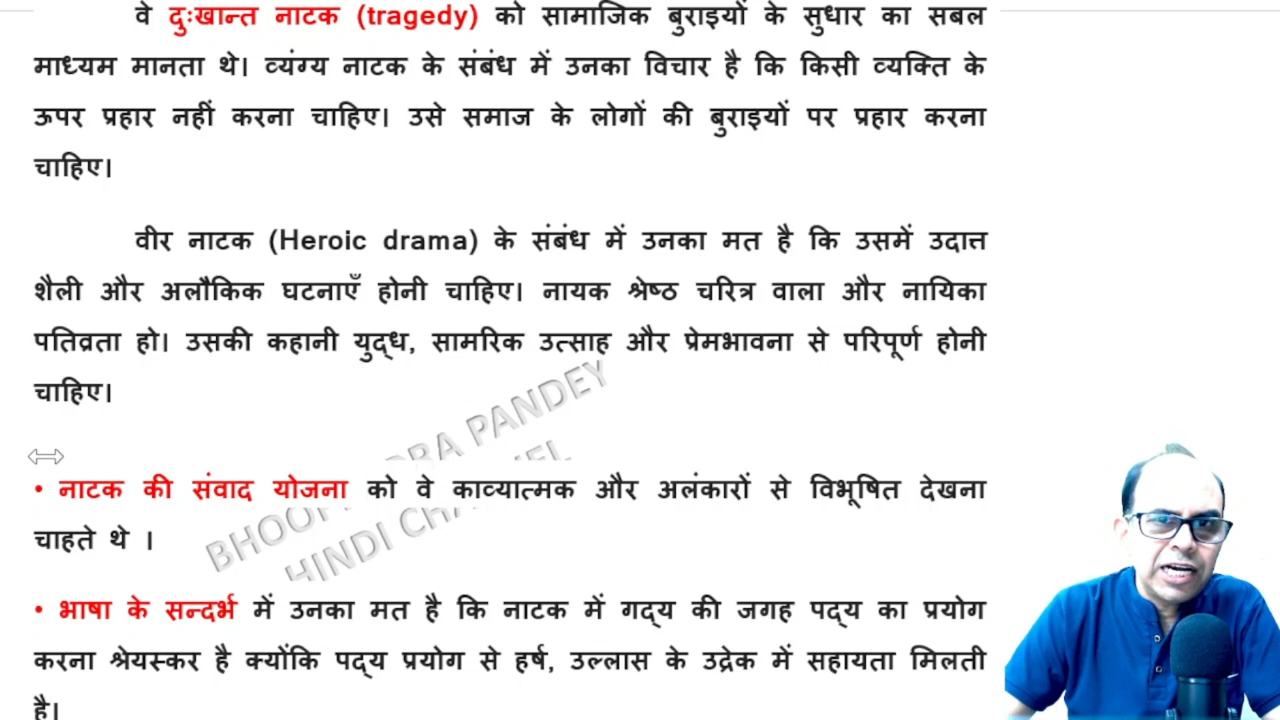 वे दुःखान्त नाटक (tragedy) को सामाजिक बुराइयों के सुधार का सबल
माध्यम मानता थे। व्यंग्य नाटक के संबंध में उनका विचार है कि किसी व्यक्ति के
ऊपर प्रहार नहीं करना चाहिए। उसे समाज के लोगों की बुराइयों पर प्रहार करना
चाहिए।
वीर नाटक (Heroic drama) के संबंध में उनका मत है कि उसमें उदात्त
शैली और अलौकिक घटनाएँ होनी चाहिए। नायक श्रेष्ठ चरित्र वाला और नायिका
पतिव्रता हो। उसकी कहानी युद्ध, सामरिक उत्साह और प्रेमभावना से परिपूर्ण होनी
चाहिए।
• नाटक की संवाद योजना को वे काव्यात्मक और अलंकारों से विभूषित देखना
चाहते थे ।
• भाषा के सन्दर्भ में उनका मत है कि नाटक में गद्य की जगह पद्य का प्रयोग
करना श्रेयस्कर है क्योंकि पद्य प्रयोग से हर्ष, उल्लास के उद्रेक में सहायता मिलती
है।
PANDEY
HINDI